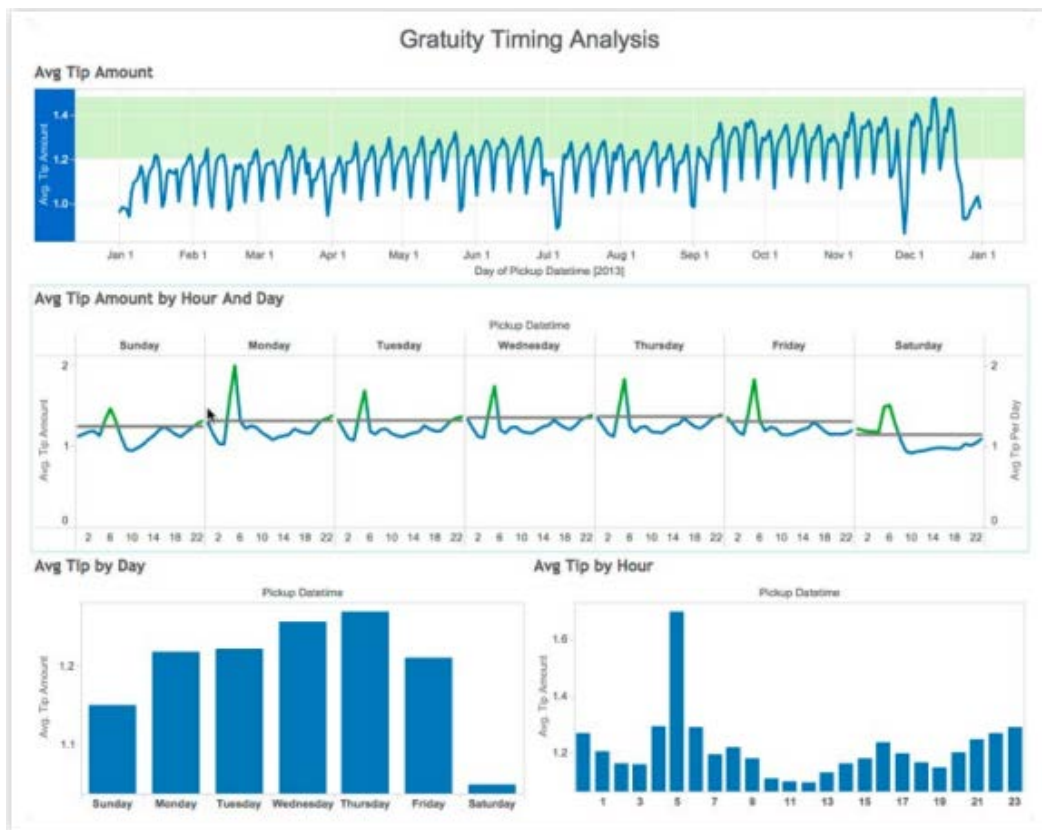 Gratuity Timing Analysis
Avg Tip Amount
Avg. Tip Amount
1.4
1.2
1.0
Jan 1 Feb 1 Mar 1 Apr 1 May 1 Jun 1 Jul 1 Aug 1 Sep 1 Oct 1 Nov 1 Dec 1 Jan 1
Day of Pickup Datetime [2013]
Avg Tip Amount by Hour And Day
Pickup Datetime
Sunday Monday Tuesday Wednesday Thursday Friday Saturday
Avg. Tip Amount
2 2
1 1
0 0
Avg Tip Per Day
2 6 10 14 18 22 2 6 10 14 18 22 2 6 10 14 18 22 2 6 10 14 18 22 2 6 10 14 18 22 2 6 10 14 18 22 2 6 10 14 18 22
Avg Tip by Day
Pickup Datetime
Avg. Tip Amount
1.2
1.1
Sunday Monday Tuesday Wednesday Thursday Friday Saturday
Avg Tip by Hour
Pickup Datetime
Avg. Tip Amount
1.6
1.4
1.2
1 3 5 7 9 11 13 15 17 19 21 23